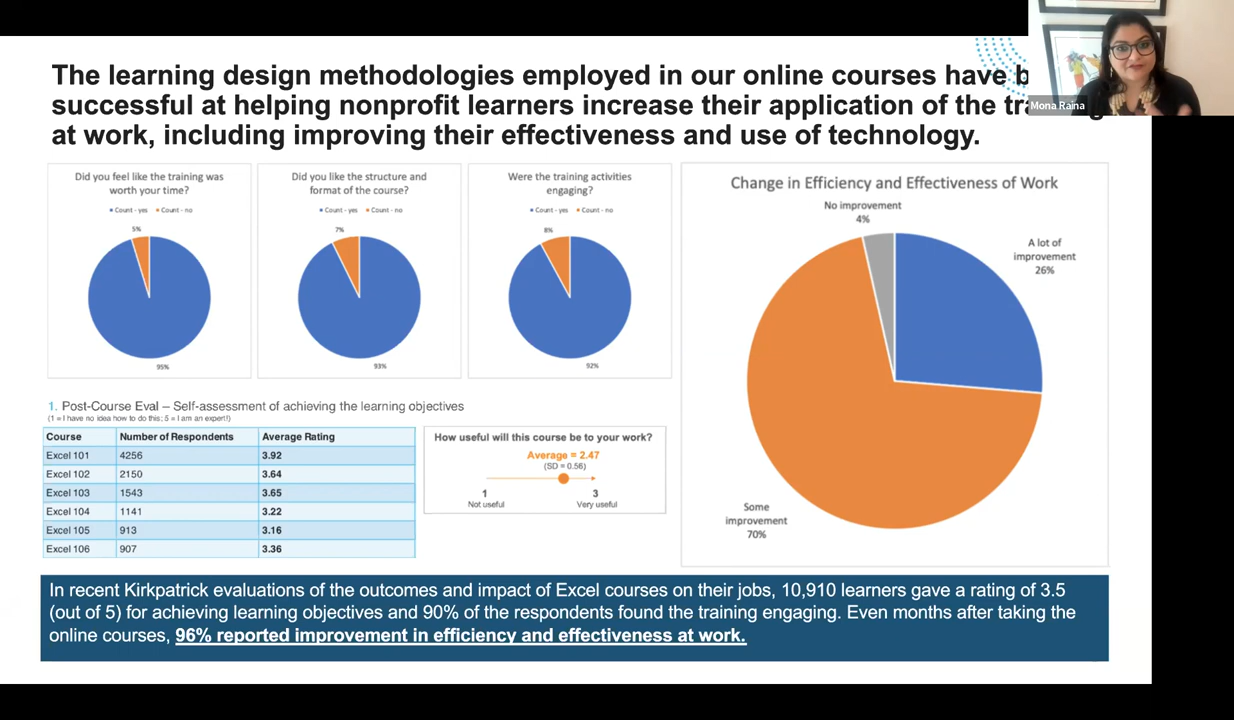 The learning design methodologies employed in our online courses have
successful at helping nonprofit learners increase their application of the
at work, including improving their effectiveness and use of technology.
Mona Raina
Did you feel like the training was
worth your time?
Count - yes Count - no
5%
95%
Did you like the structure and
format of the course?
Count - yes Count - no
7%
93%
Were the training activities
engaging?
Count - yes Count - no
8%
92%
Change in Efficiency and Effectiveness of Work
No improvement
4%
A lot of
improvement
26%
Some
improvement
70%
1. Post-Course Eval – Self-assessment of achieving the learning objectives
(1 = I have no idea how to do this; 5 = I am an expert!)
Course Number of Respondents Average Rating
Excel 101 4256 3.92
Excel 102 2150 3.64
Excel 103 1543 3.65
Excel 104 1141 3.22
Excel 105 913 3.16
Excel 106 907 3.36
How useful will this course be to your work?
Average = 2.47
(SD = 0.56)
1 3
Not useful Very useful
In recent Kirkpatrick evaluations of the outcomes and impact of Excel courses on their jobs, 10,910 learners gave a rating of 3.5
(out of 5) for achieving learning objectives and 90% of the respondents found the training engaging. Even months after taking the
online courses, 96% reported improvement in efficiency and effectiveness at work.